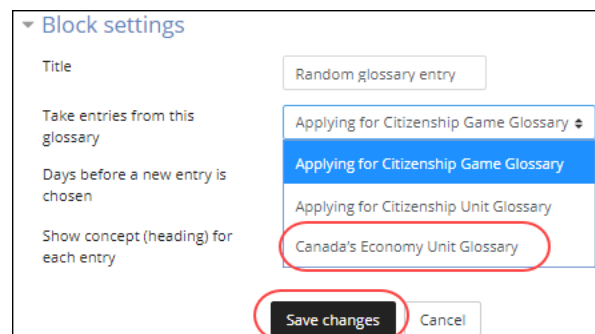 Block settings
Title
Random glossary entry
Take entries from this
glossary
Applying for Citizenship Game Glossary
Applying for Citizenship Game Glossary
Days before a new entry is
chosen
Applying for Citizenship Unit Glossary
Show concept (heading) for
each entry
Canada's Economy Unit Glossary
Save changes
Cancel